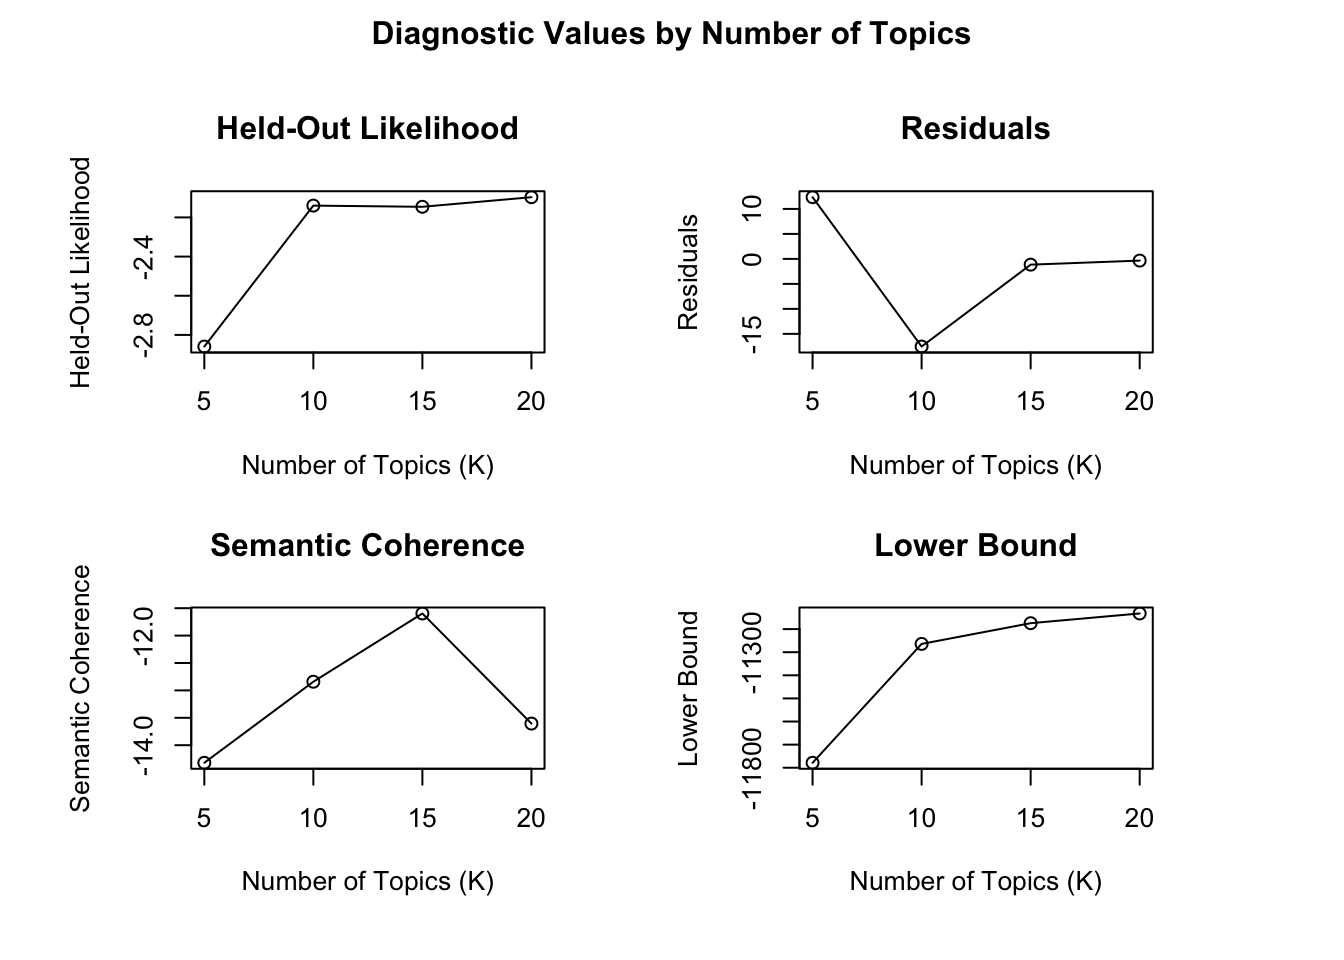 Diagnostic Values by Number of Topics
Held-Out Likelihood
Held-Out Likelihood
-2.4
-2.8
5 10 15 20
Number of Topics (K)
Residuals
Residuals
10
0
-15
5 10 15 20
Number of Topics (K)
Semantic Coherence
Semantic Coherence
-12.0
-14.0
5 10 15 20
Number of Topics (K)
Lower Bound
Lower Bound
-11300
-11800
5 10 15 20
Number of Topics (K)